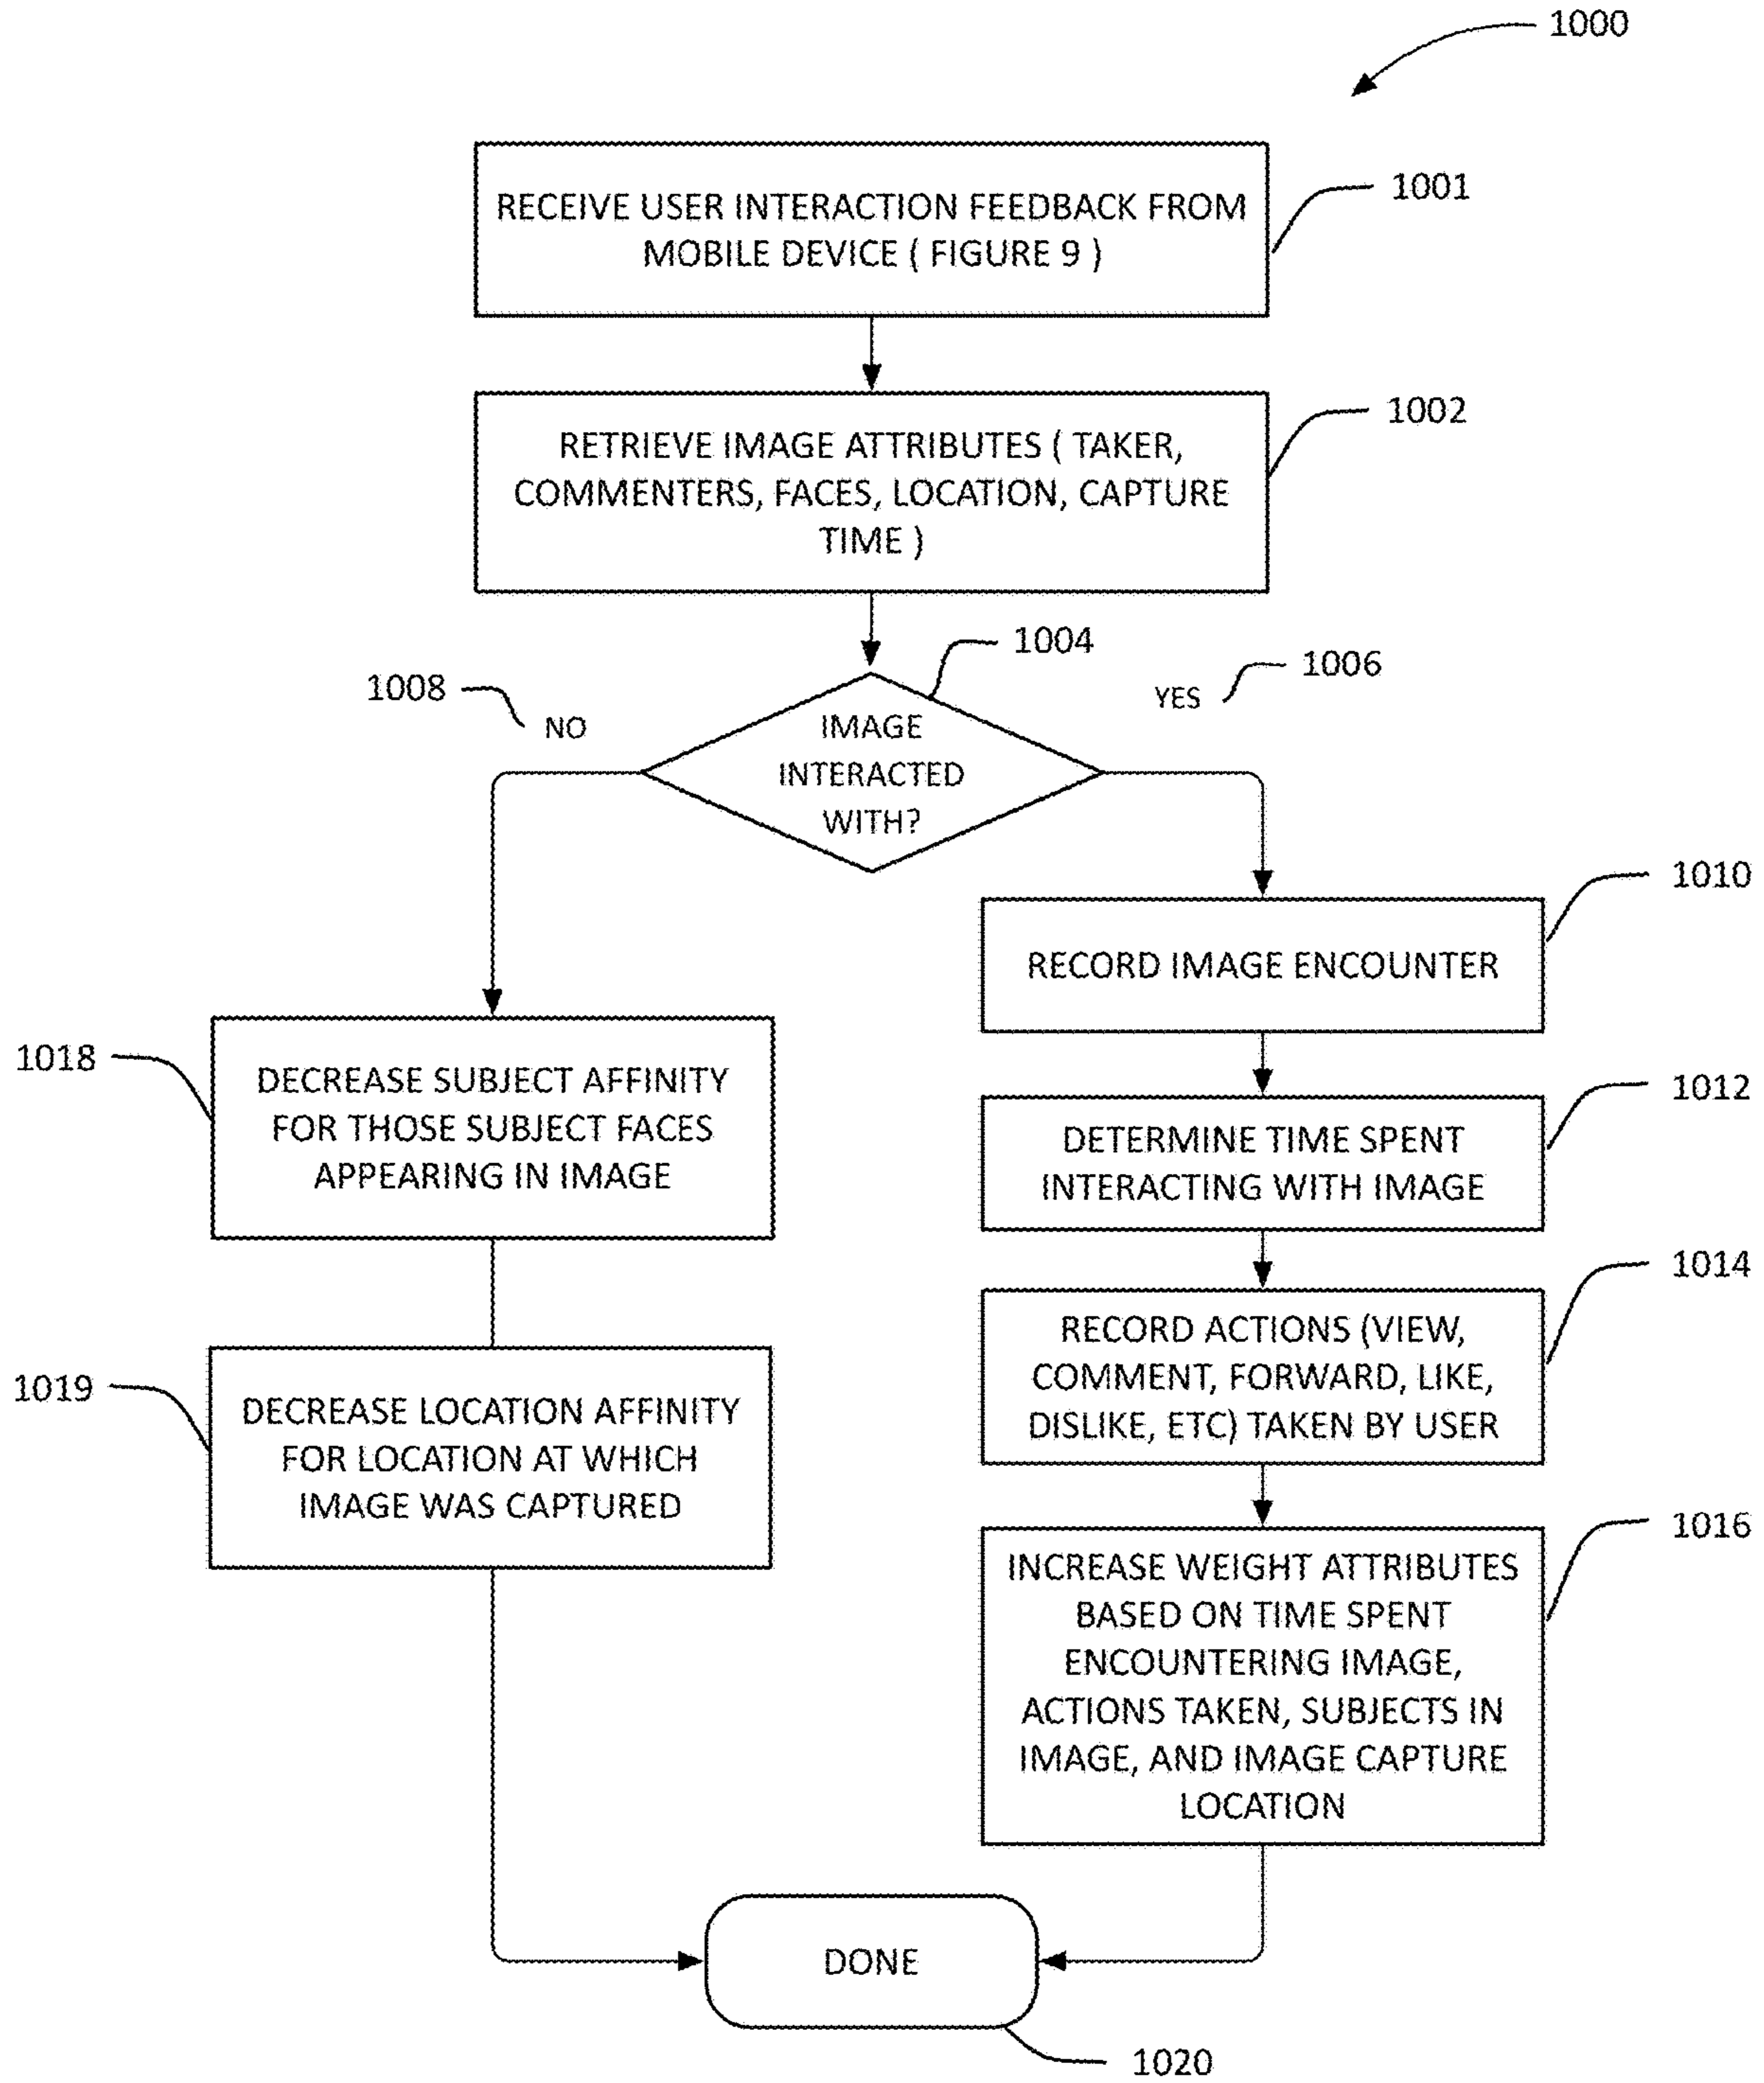 1000
RECEIVE USER INTERACTION FEEDBACK FROM
MOBILE DEVICE ( FIGURE 9 )
1001
RETRIEVE IMAGE ATTRIBUTES ( TAKER,
COMMENTERS, FACES, LOCATION, CAPTURE
TIME )
1002
1004
1006
YES
1008
NO
IMAGE
INTERACTED
WITH?
1010
RECORD IMAGE ENCOUNTER
1018
DECREASE SUBJECT AFFINITY
FOR THOSE SUBJECT FACES
APPEARING IN IMAGE
1012
DETERMINE TIME SPENT
INTERACTING WITH IMAGE
1014
RECORD ACTIONS (VIEW,
COMMENT, FORWARD, LIKE,
DISLIKE, ETC) TAKEN BY USER
1019
DECREASE LOCATION AFFINITY
FOR LOCATION AT WHICH
IMAGE WAS CAPTURED
1016
INCREASE WEIGHT ATTRIBUTES
BASED ON TIME SPENT
ENCOUNTERING IMAGE,
ACTIONS TAKEN, SUBJECTS IN
IMAGE, AND IMAGE CAPTURE
LOCATION
DONE
1020